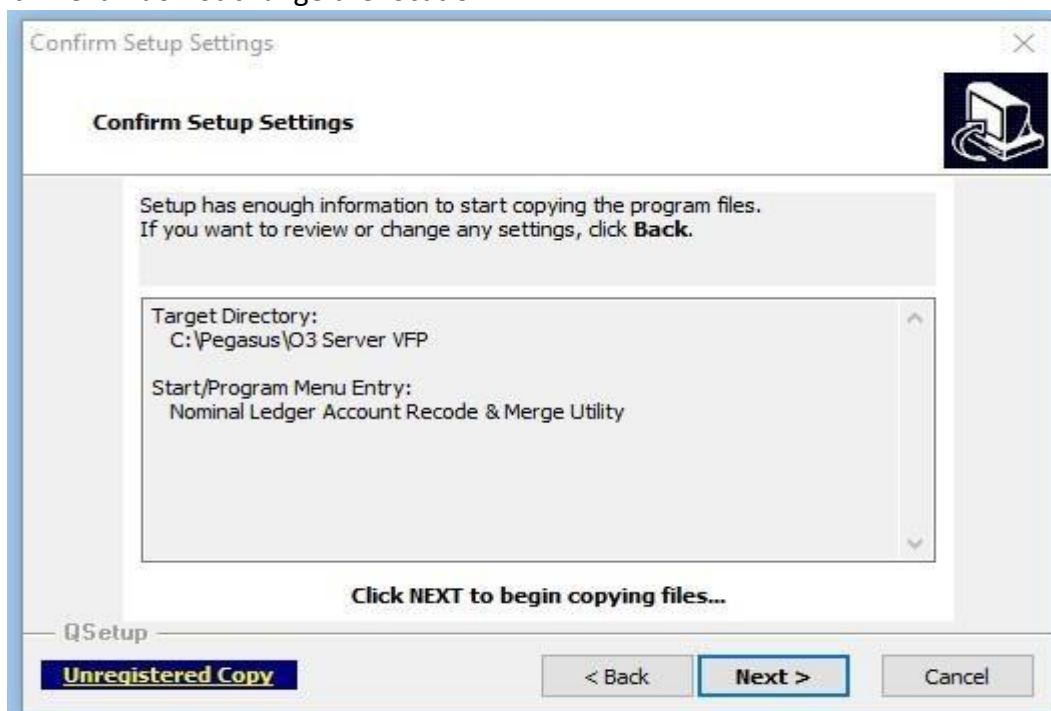 Confirm Setup Settings
Confirm Setup Settings
Setup has enough information to start copying the program files.
If you want to review or change any settings, click Back.
Target Directory:
C:\Pegasus\O3 Server VFP
Start/Program Menu Entry:
Nominal Ledger Account Recode & Merge Utility
Click NEXT to begin copying files...
QSetup
Unregistered Copy
< Back
Next >
Cancel